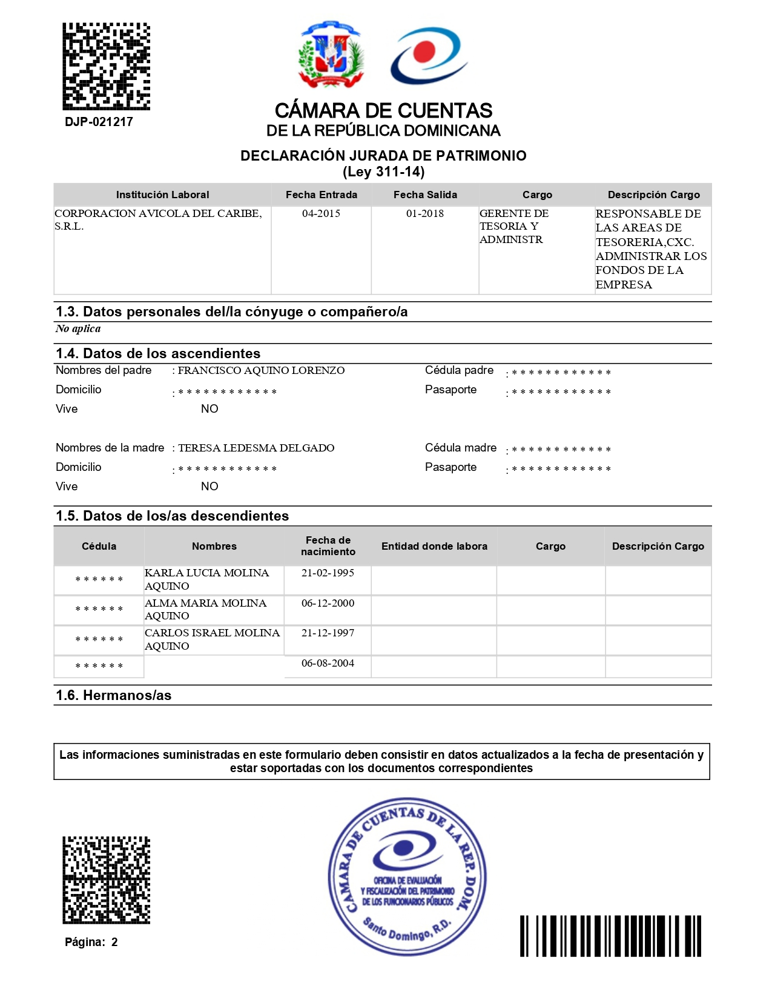 DJP-021217
CÁMARA DE CUENTAS
DE LA REPÚBLICA DOMINICANA
DECLARACIÓN JURADA DE PATRIMONIO
(Ley 311-14)
Institución Laboral Fecha Entrada Fecha Salida Cargo Descripción Cargo
CORPORACION AVICOLA DEL CARIBE, 04-2015 01-2018 GERENTE DE RESPONSABLE DE
S.R.L. TESORIA Y LAS AREAS DE
ADMINISTR TESORERIA,CXC.
ADMINISTRAR LOS
FONDOS DE LA
EMPRESA
1.3. Datos personales del/la cónyuge o compañero/a
No aplica
1.4. Datos de los ascendientes
Nombres del padre : FRANCISCO AQUINO LORENZO Cédula padre : * * * * * * * * * * * *
Domicilio : * * * * * * * * * * * * Pasaporte : * * * * * * * * * * * *
Vive NO
Nombres de la madre : TERESA LEDESMA DELGADO Cédula madre : * * * * * * * * * * * *
Domicilio : * * * * * * * * * * * * Pasaporte : * * * * * * * * * * * *
Vive NO
1.5. Datos de los/as descendientes
Cédula Nombres Fecha de nacimiento Entidad donde labora Cargo Descripción Cargo
* * * * * * KARLA LUCIA MOLINA 21-02-1995
AQUINO
* * * * * * ALMA MARIA MOLINA 06-12-2000
AQUINO
* * * * * * CARLOS ISRAEL MOLINA 21-12-1997
AQUINO
* * * * * * 06-08-2004
1.6. Hermanos/as
Las informaciones suministradas en este formulario deben consistir en datos actualizados a la fecha de presentación y
estar soportadas con los documentos correspondientes
CAMARA DE CUENTAS DE LA REP. DOM.
OFICINA DE EVALUACIÓN
Y FISCALIZACIÓN DEL PATRIMONIO
DE LOS FUNCIONARIOS PÚBLICOS
Santo Domingo, R.D.
Página: 2